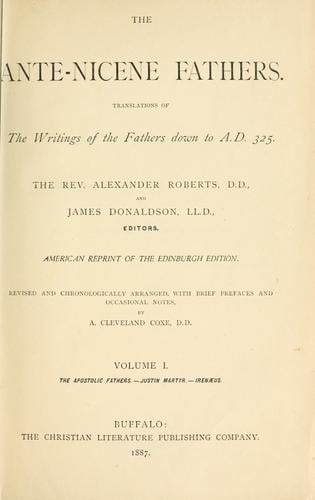 THE
ANTE-NICENE FATHERS.
TRANSLATIONS OF
The Writings of the Fathers down to A.D. 325.
THE REV. ALEXANDER ROBERTS, D.D.,
AND
JAMES DONALDSON, LL.D.,
EDITORS.
AMERICAN REPRINT OF THE EDINBURGH EDITION.
REVISED AND CHRONOLOGICALLY ARRANGED, WITH BRIEF PREFACES AND
OCCASIONAL NOTES,
BY
A. CLEVELAND COXE, D.D.
VOLUME I.
THE APOSTOLIC FATHERS.—JUSTIN MARTYR.—IRENÆUS.
BUFFALO:
THE CHRISTIAN LITERATURE PUBLISHING COMPANY.
1887.